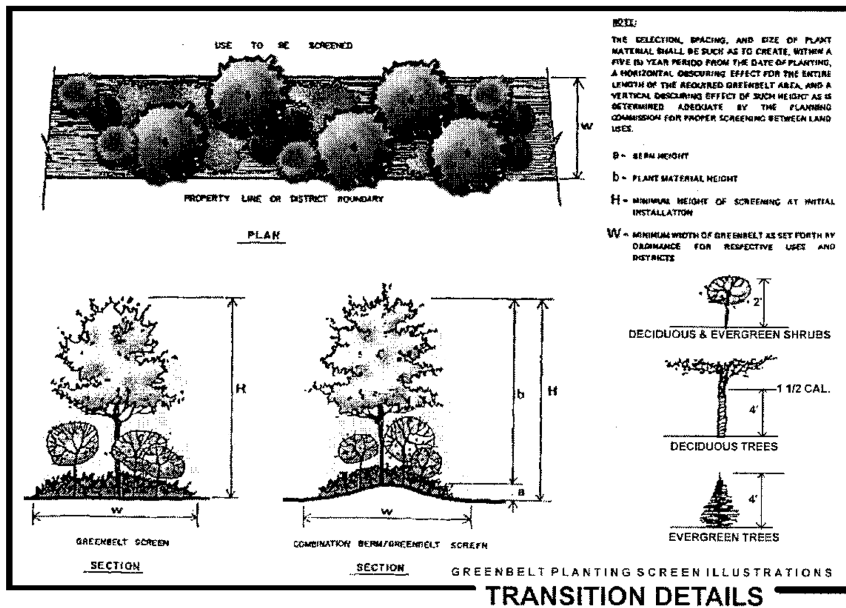 USE TO BE SCREENED
W
PROPERTY LINE OR DISTRICT BOUNDARY
PLAN
NOTE:
THE SELECTION, SPACING, AND SIZE OF PLANT
MATERIAL SHALL BE SUCH AS TO CREATE, WITHIN A
FIVE (5) YEAR PERIOD FROM THE DATE OF PLANTING,
A HORIZONTAL OBSCURING EFFECT FOR THE ENTIRE
LENGTH OF THE REQUIRED GREENBELT AREA, AND A
VERTICAL OBSCURING EFFECT OF SUCH HEIGHT AS IS
DETERMINED ADEQUATE BY THE PLANNING
COMMISSION FOR PROPER SCREENING BETWEEN LAND
USES.
a = BERM HEIGHT
b = PLANT MATERIAL HEIGHT
H = MINIMUM HEIGHT OF SCREENING AT INITIAL
INSTALLATION
W = MINIMUM WIDTH OF GREENBELT AS SET FORTH BY
ORDINANCE FOR RESPECTIVE USES AND
DISTRICTS
H
W
GREENBELT SCREEN
SECTION
b
H
a
W
COMBINATION BERM/GREENBELT SCREEN
SECTION
2'
DECIDUOUS & EVERGREEN SHRUBS
1 1/2 CAL.
4'
DECIDUOUS TREES
4'
EVERGREEN TREES
GREENBELT PLANTING SCREEN ILLUSTRATIONS
TRANSITION DETAILS